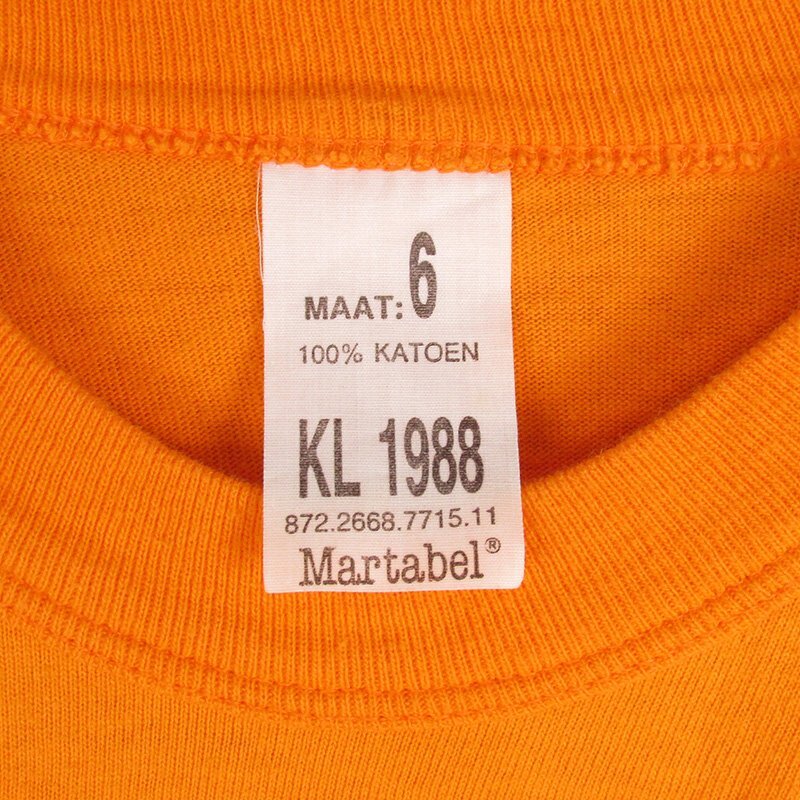 MAAT: 6
100% KATOEN
KL 1988
872.2668.7715.11
Martabel®